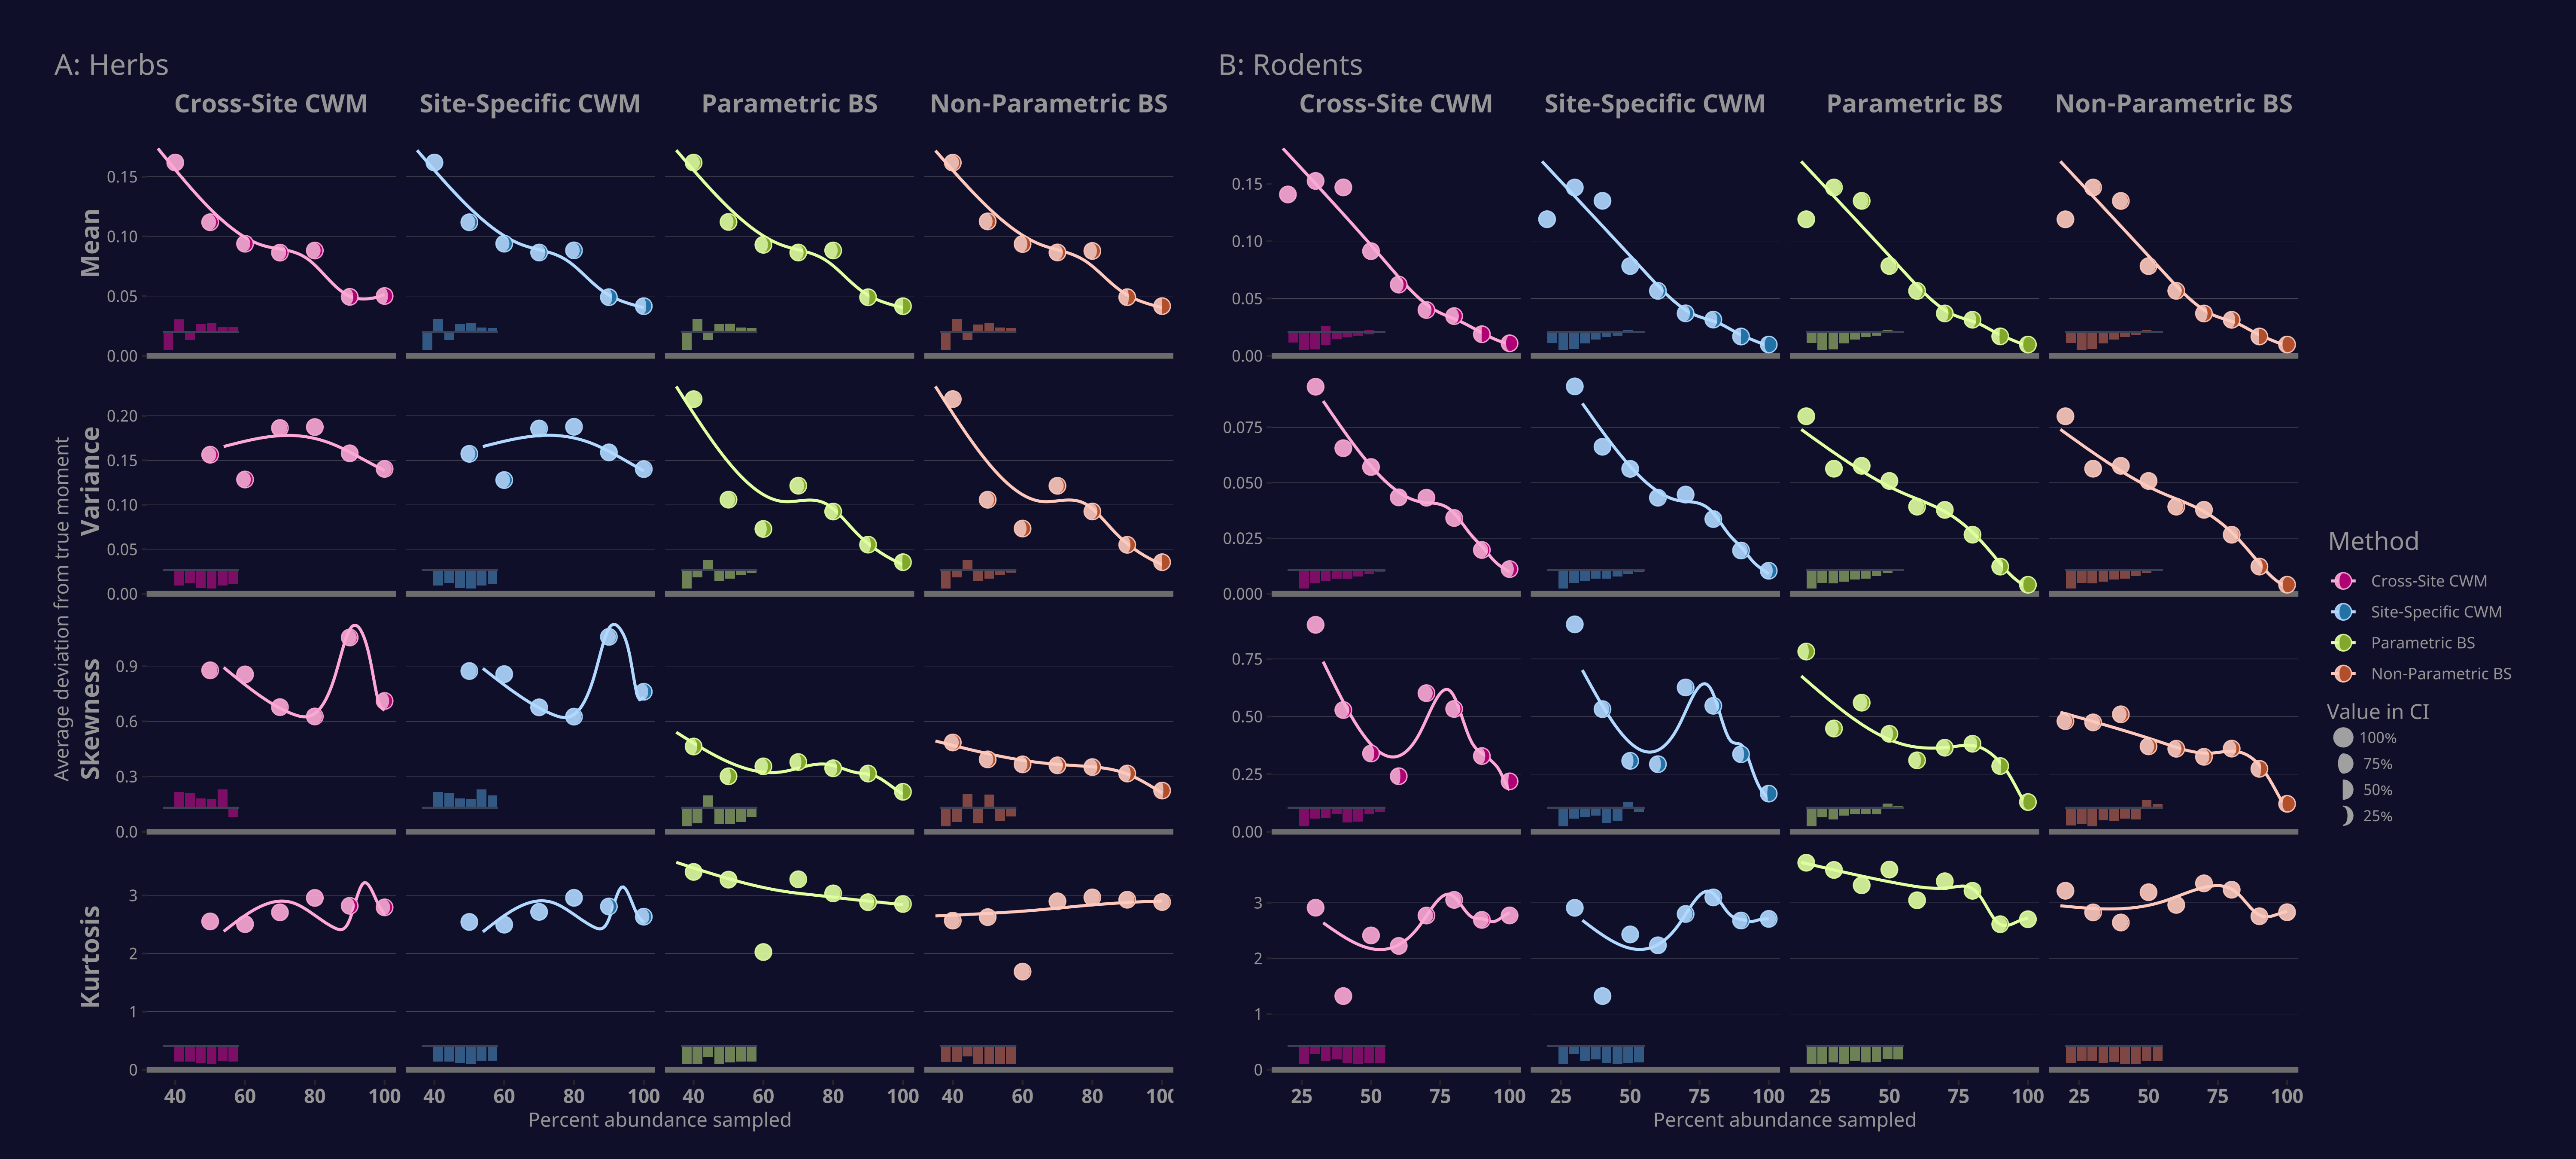 A: Herbs
B: Rodents
Cross-Site CWM Site-Specific CWM Parametric BS Non-Parametric BS
Cross-Site CWM Site-Specific CWM Parametric BS Non-Parametric BS
Average deviation from true moment
Mean
0.15
0.10
0.05
0.00
0.15
0.10
0.05
0.00
Variance
0.20
0.15
0.10
0.05
0.00
0.075
0.050
0.025
0.000
Skewness
0.9
0.6
0.3
0.0
0.75
0.50
0.25
0.00
Kurtosis
3
2
1
0
3
2
1
0
40 60 80 100 40 60 80 100 40 60 80 100 40 60 80 100
Percent abundance sampled
25 50 75 100 25 50 75 100 25 50 75 100 25 50 75 100
Percent abundance sampled
Method
Cross-Site CWM
Site-Specific CWM
Parametric BS
Non-Parametric BS
Value in CI
100%
75%
50%
25%